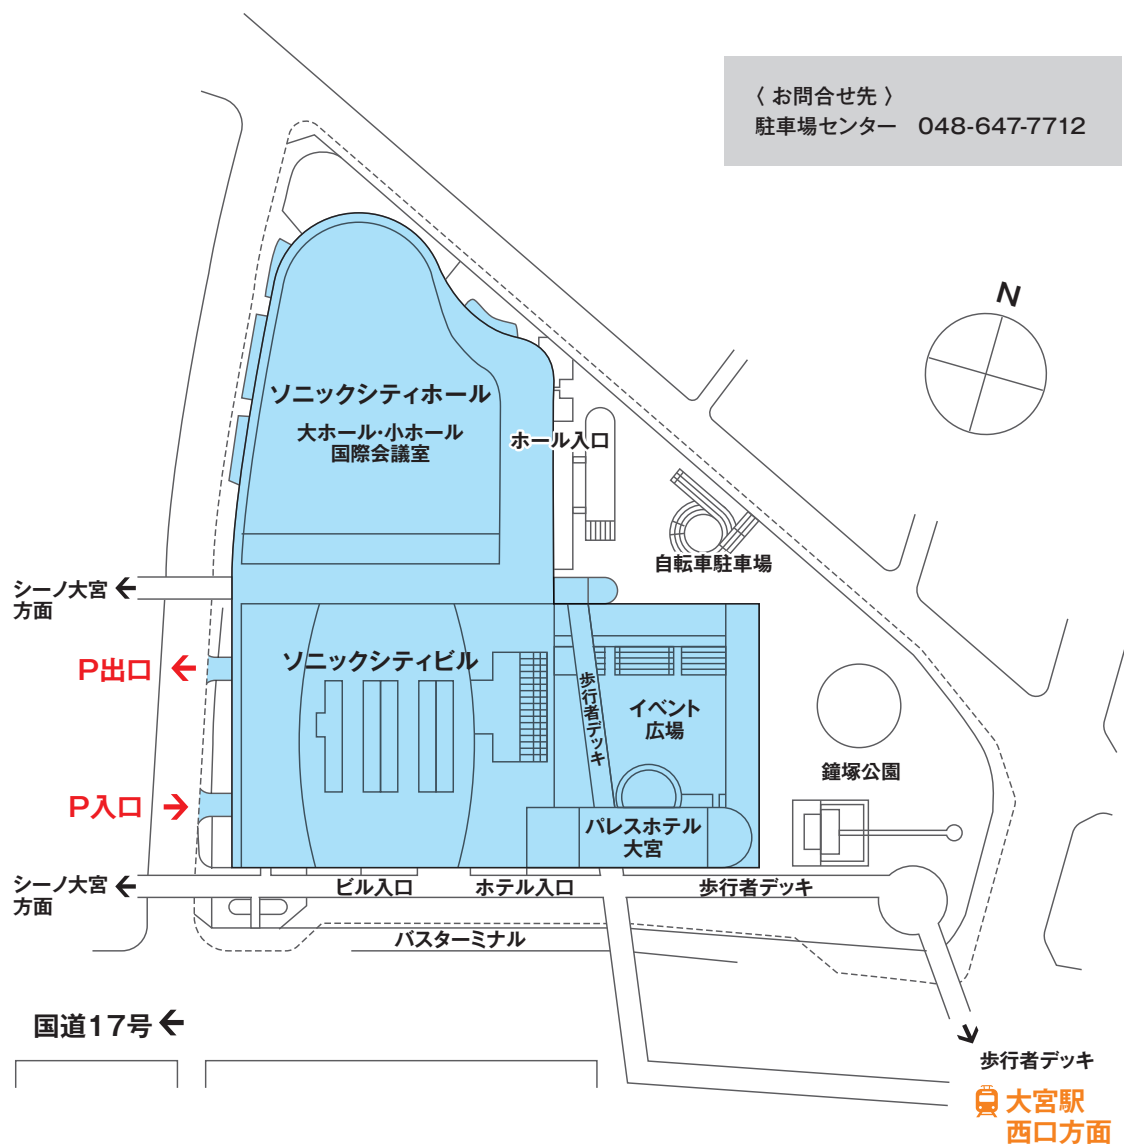 〈 お問合せ先 〉
駐車場センター　048-647-7712
N
ソニックシティホール
大ホール・小ホール
国際会議室
ホール入口
自転車駐車場
シーノ大宮
方面
P出口
ソニックシティビル
歩行者デッキ
イベント
広場
鐘塚公園
P入口
パレスホテル
大宮
シーノ大宮
方面
ビル入口
ホテル入口
歩行者デッキ
バスターミナル
国道17号
歩行者デッキ
大宮駅
西口方面